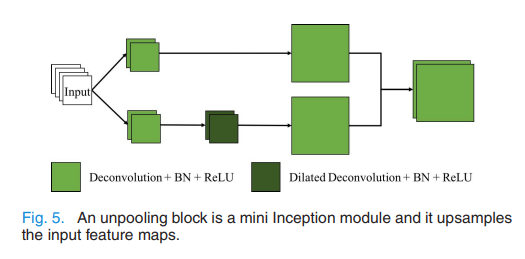 Input
Deconvolution + BN + ReLU
Dilated Deconvolution + BN + ReLU
Fig. 5. An unpooling block is a mini Inception module and it upsamples
the input feature maps.